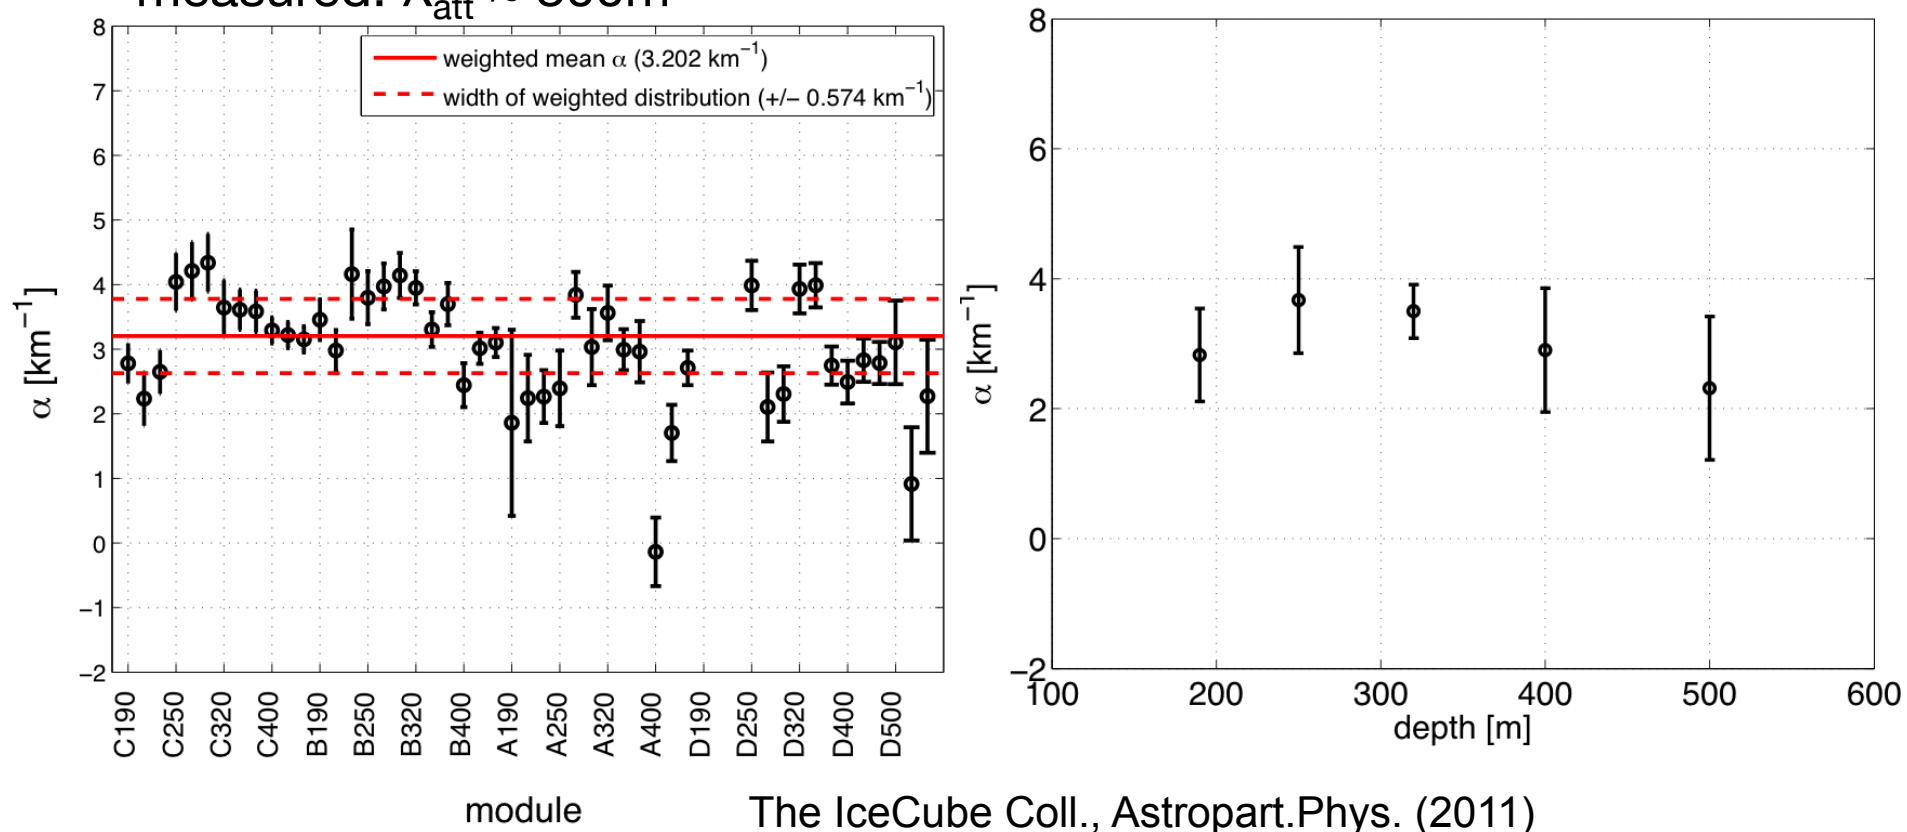 weighted mean α (3.202 km⁻¹)
width of weighted distribution (+/− 0.574 km⁻¹)
8
7
6
5
4
3
2
1
0
−1
−2
α [km⁻¹]
C190
C250
C320
C400
B190
B250
B320
B400
A190
A250
A320
A400
D190
D250
D320
D400
D500
module
8
6
4
2
0
−2
α [km⁻¹]
100 200 300 400 500 600
depth [m]
The IceCube Coll., Astropart.Phys. (2011)